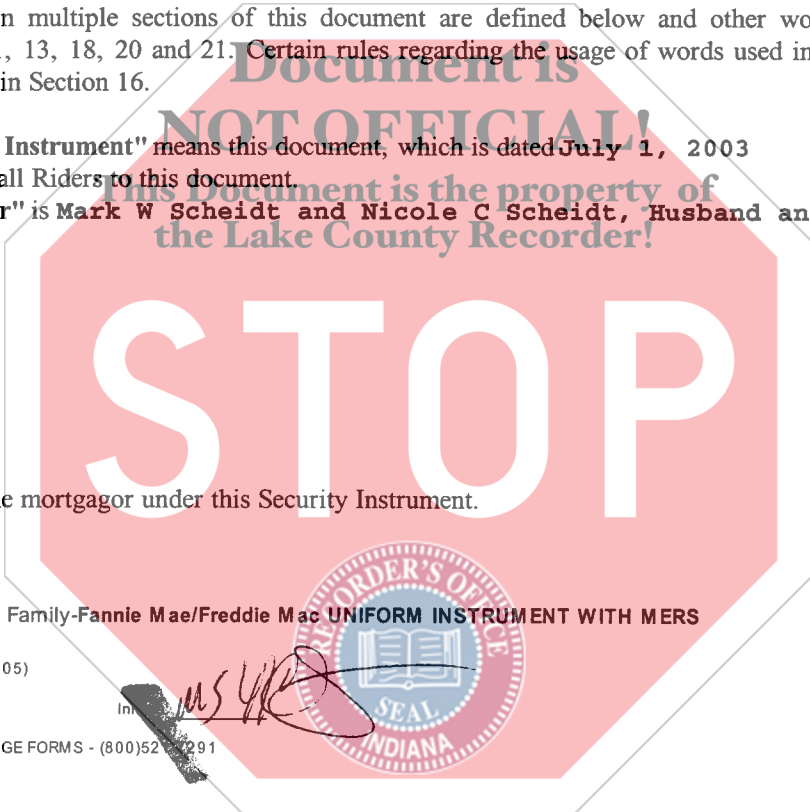 n multiple sections of this document are defined below and other wo
, 13, 18, 20 and 21. Certain rules regarding the usage of words used in
in Section 16.
Document is
NOT OFFICIAL!
Instrument" means this document, which is dated July 1, 2003
all Riders to this document.
This Document is the property of
r" is Mark W Scheidt and Nicole C Scheidt, Husband an
the Lake County Recorder!
STOP
e mortgagor under this Security Instrument.
Family-Fannie Mae/Freddie Mac UNIFORM INSTRUMENT WITH MERS
05)
RECORDER'S OFFICE
SEAL
INDIANA
GE FORMS - (800)52 291